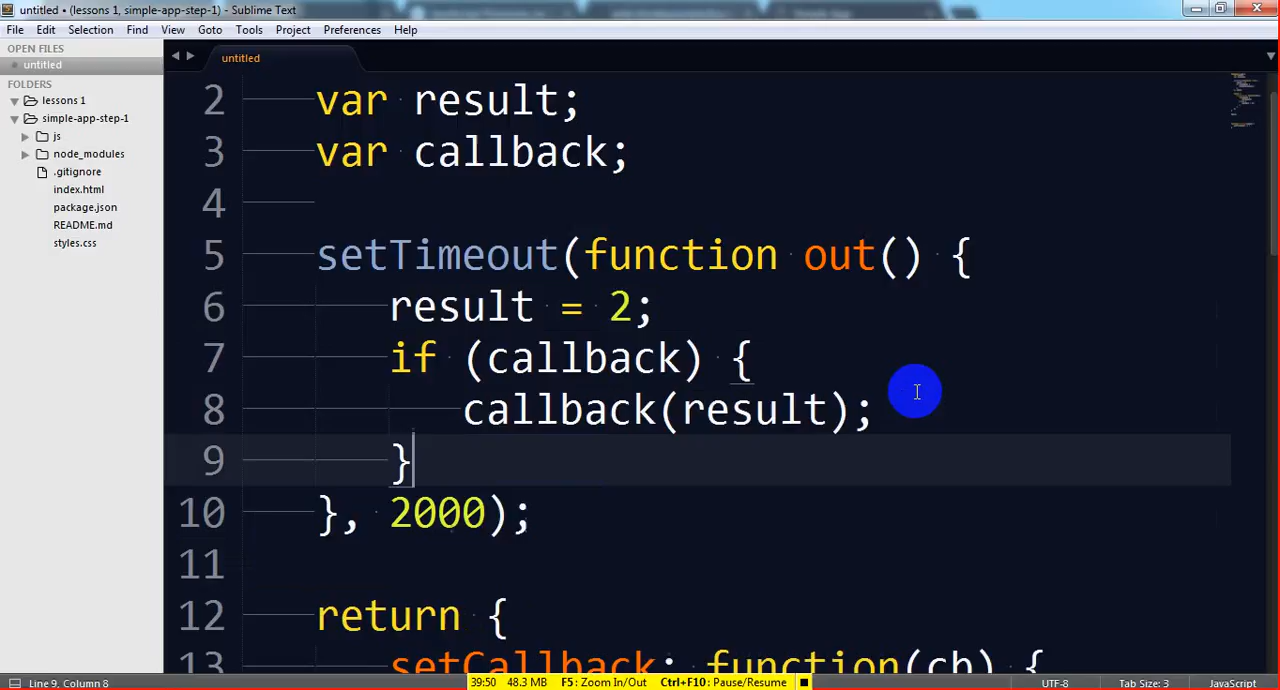 untitled • (lessons 1, simple-app-step-1) - Sublime Text
File Edit Selection Find View Goto Tools Project Preferences Help
OPEN FILES
untitled
FOLDERS
lessons 1
simple-app-step-1
js
node_modules
.gitignore
index.html
package.json
README.md
styles.css
untitled
2 var result;
3 var callback;
4
5 setTimeout(function out() {
6 result = 2;
7 if (callback) {
8 callback(result);
9 }
10 }, 2000);
11
12 return {
13 setCallback: function(cb) {
Line 9, Column 8
39:50 48.3 MB F5: Zoom In/Out Ctrl+F10: Pause/Resume
UTF-8 Tab Size: 3 JavaScript